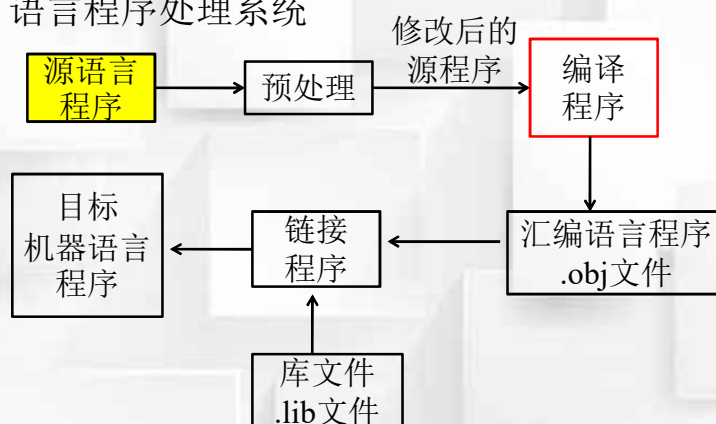 语言程序处理系统
源语言
程序
预处理
修改后的
源程序
编译
程序
目标
机器语言
程序
链接
程序
汇编语言程序
.obj文件
库文件
.lib文件